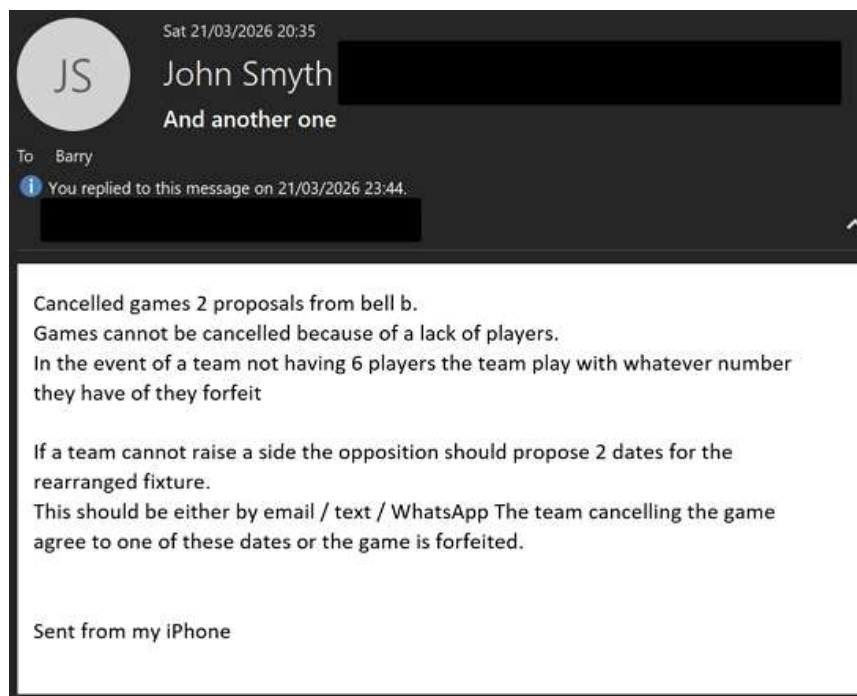 Sat 21/03/2026 20:35
JS
John Smyth
And another one
To Barry
You replied to this message on 21/03/2026 23:44.
Cancelled games 2 proposals from bell b.
Games cannot be cancelled because of a lack of players.
In the event of a team not having 6 players the team play with whatever number
they have of they forfeit
If a team cannot raise a side the opposition should propose 2 dates for the
rearranged fixture.
This should be either by email / text / WhatsApp The team cancelling the game
agree to one of these dates or the game is forfeited.
Sent from my iPhone